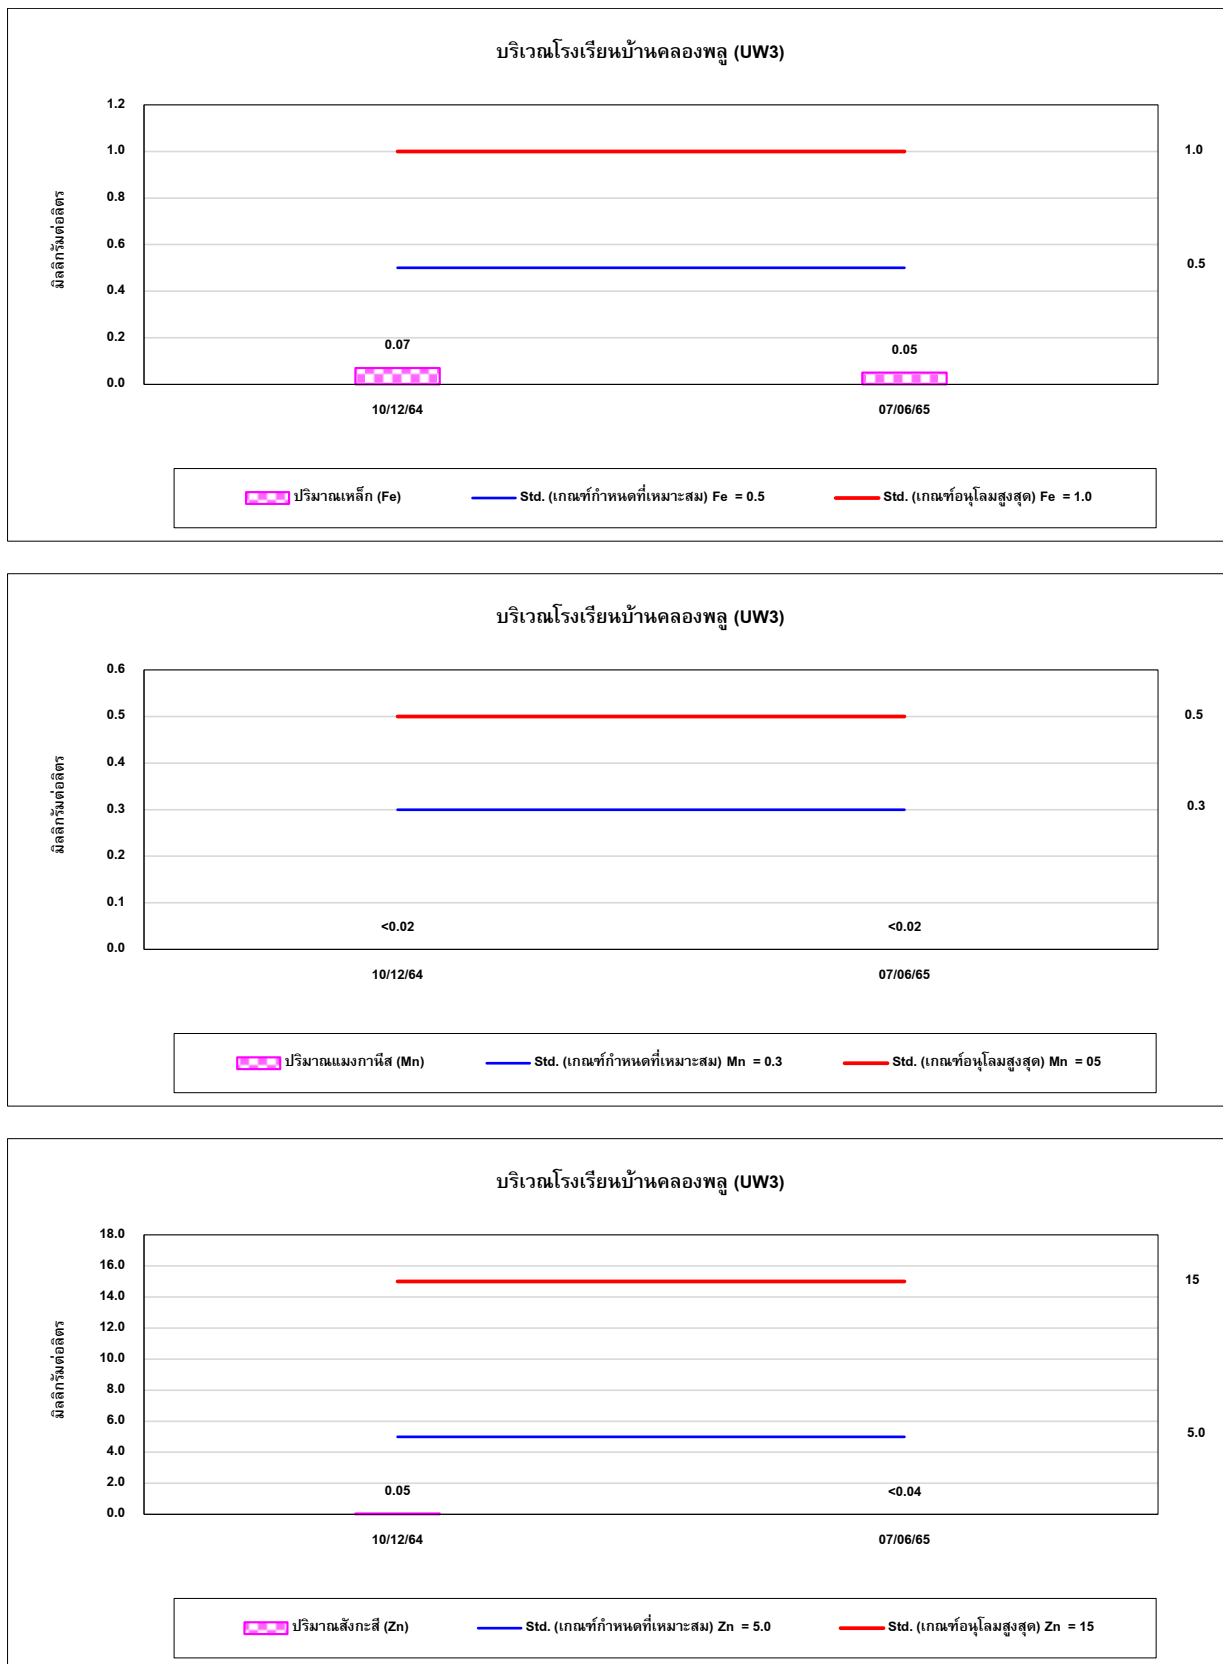 บริเวณโรงเรียนบ้านคลองพลู (UW3)
มิลลิกรัมต่อลิตร
1.2
1.0
0.8
0.6
0.4
0.2
0.0
1.0
0.5
0.07
0.05
10/12/64
07/06/65
ปริมาณเหล็ก (Fe)
Std. (เกณฑ์กำหนดที่เหมาะสม) Fe = 0.5
Std. (เกณฑ์อนุโลมสูงสุด) Fe = 1.0
บริเวณโรงเรียนบ้านคลองพลู (UW3)
มิลลิกรัมต่อลิตร
0.6
0.5
0.4
0.3
0.2
0.1
0.0
0.5
0.3
<0.02
<0.02
10/12/64
07/06/65
ปริมาณแมงกานีส (Mn)
Std. (เกณฑ์กำหนดที่เหมาะสม) Mn = 0.3
Std. (เกณฑ์อนุโลมสูงสุด) Mn = 05
บริเวณโรงเรียนบ้านคลองพลู (UW3)
มิลลิกรัมต่อลิตร
18.0
16.0
14.0
12.0
10.0
8.0
6.0
4.0
2.0
0.0
15
5.0
0.05
<0.04
10/12/64
07/06/65
ปริมาณสังกะสี (Zn)
Std. (เกณฑ์กำหนดที่เหมาะสม) Zn = 5.0
Std. (เกณฑ์อนุโลมสูงสุด) Zn = 15